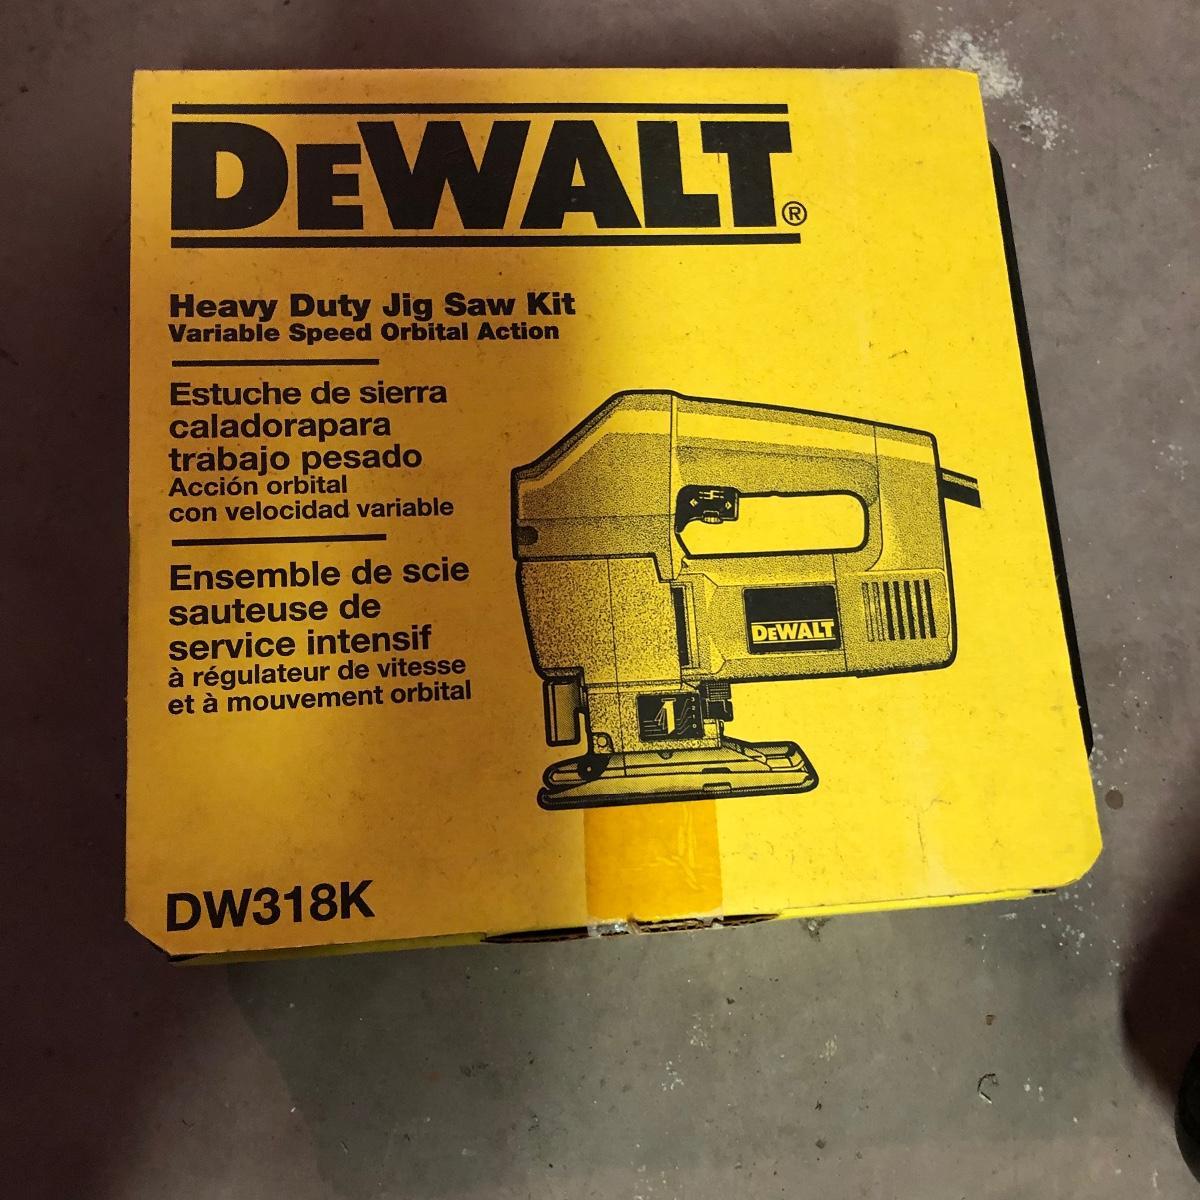 DEWALT®
Heavy Duty Jig Saw Kit
Variable Speed Orbital Action
Estuche de sierra
caladorapara
trabajo pesado
Acción orbital
con velocidad variable
Ensemble de scie
sauteuse de
service intensif
à régulateur de vitesse
et à mouvement orbital
DEWALT
DW318K